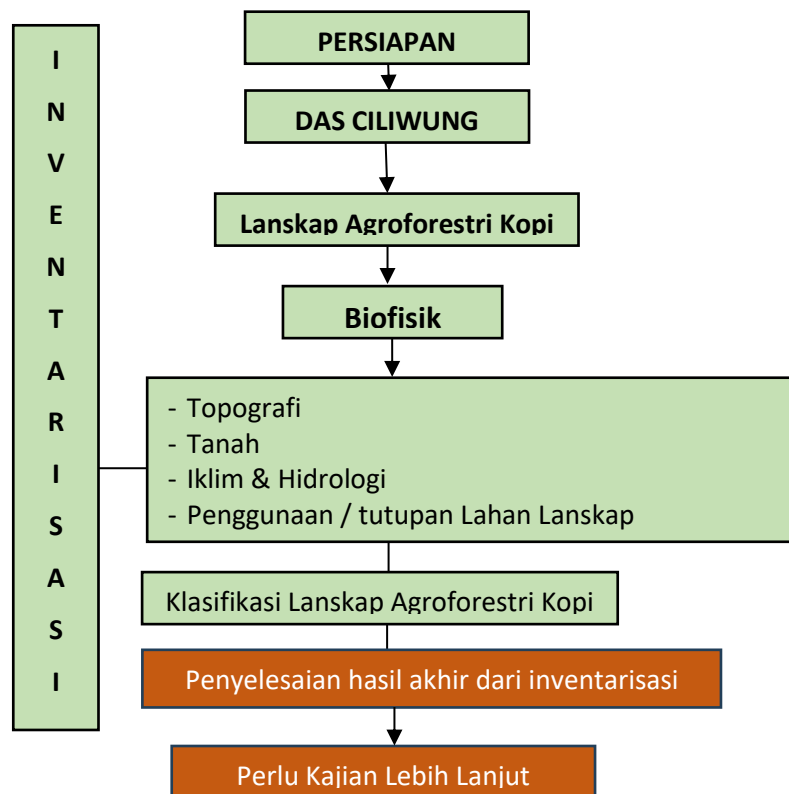 INVENTARISASI
PERSIAPAN
DAS CILIWUNG
Lanskap Agroforestri Kopi
Biofisik
- Topografi
- Tanah
- Iklim & Hidrologi
- Penggunaan / tutupan Lahan Lanskap
Klasifikasi Lanskap Agroforestri Kopi
Penyelesaian hasil akhir dari inventarisasi
Perlu Kajian Lebih Lanjut